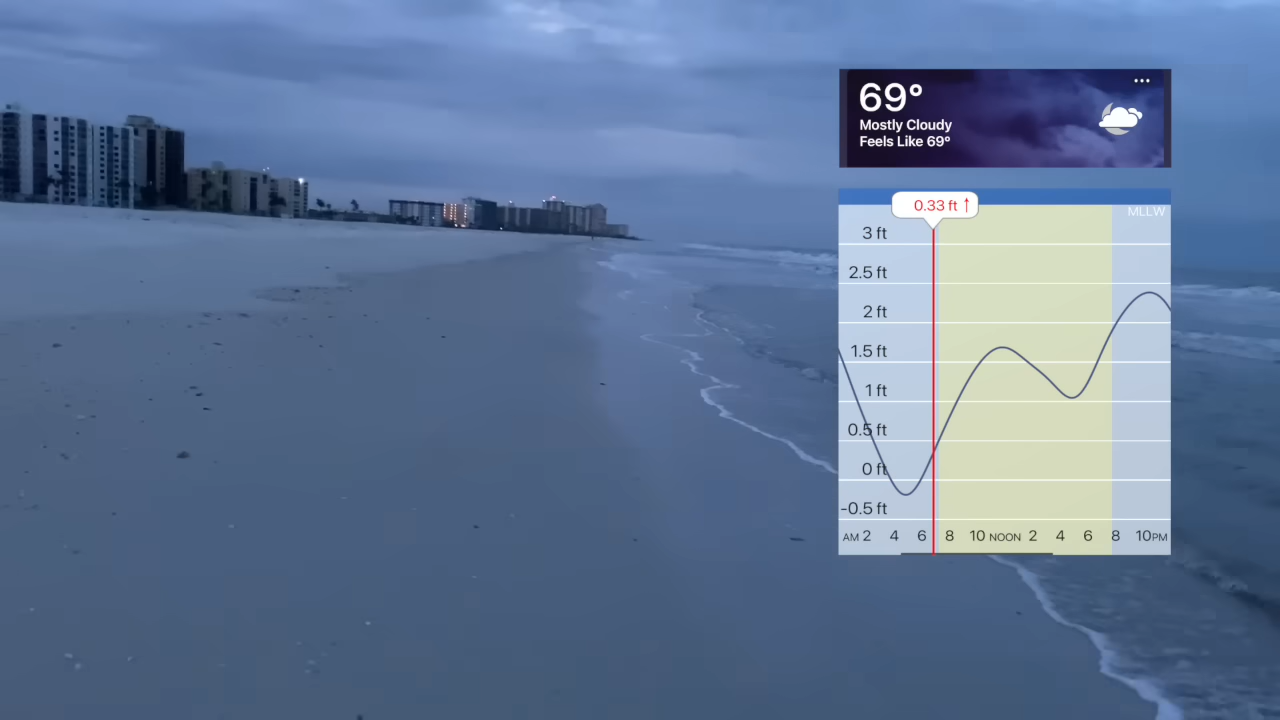 69°
Mostly Cloudy
Feels Like 69°
0.33 ft ↑
MLLW
3 ft
2.5 ft
2 ft
1.5 ft
1 ft
0.5 ft
0 ft
-0.5 ft
AM 2 4 6 8 10 NOON 2 4 6 8 10PM